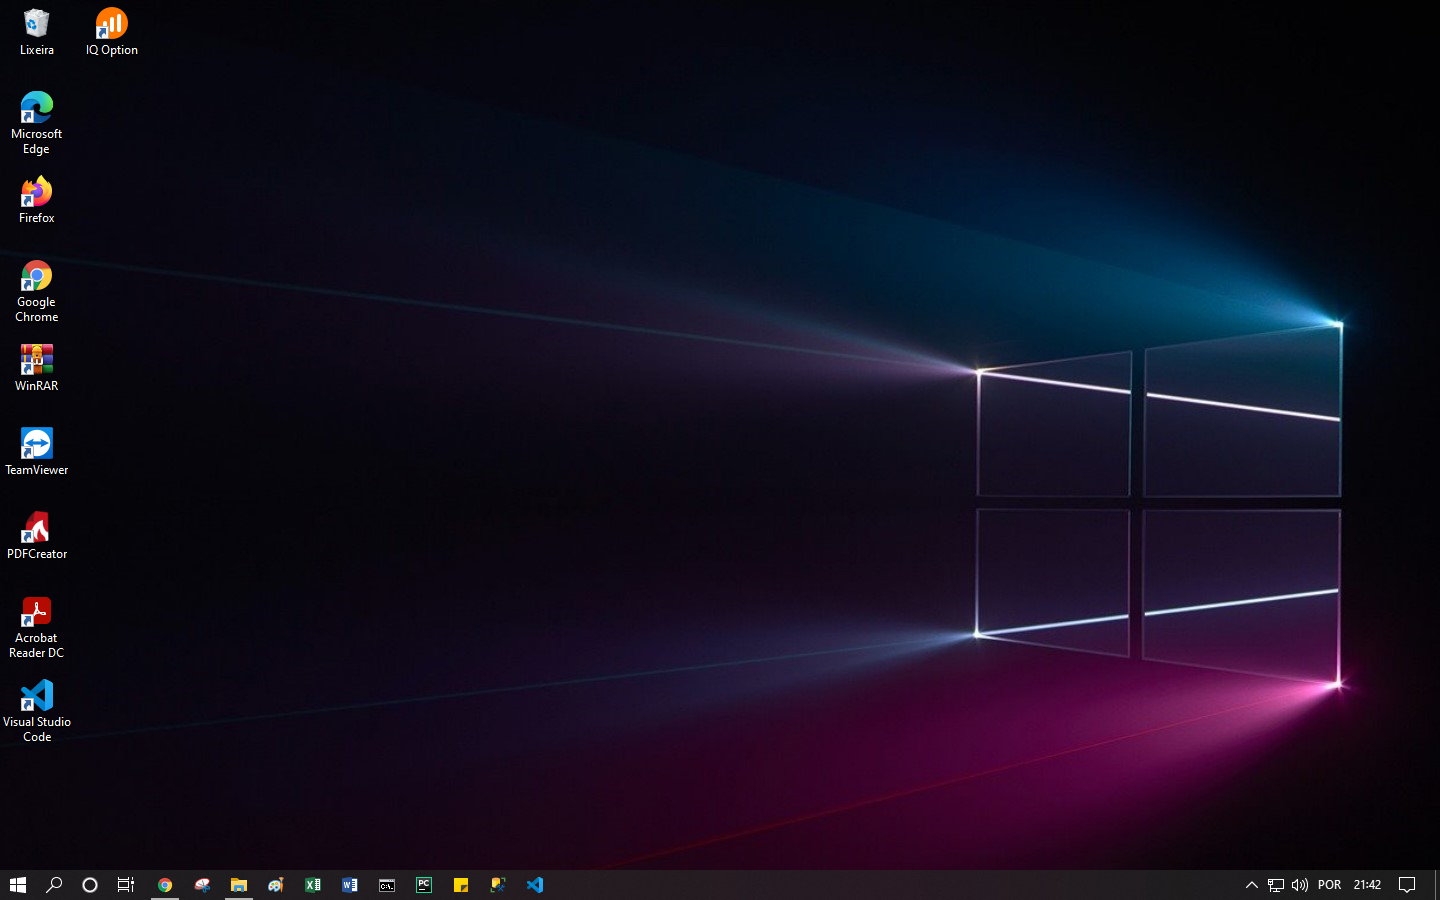 Lixeira
IQ Option
Microsoft
Edge
Firefox
Google
Chrome
WinRAR
TeamViewer
PDFCreator
Acrobat
Reader DC
Visual Studio
Code
C:\.
PC
POR
21:42